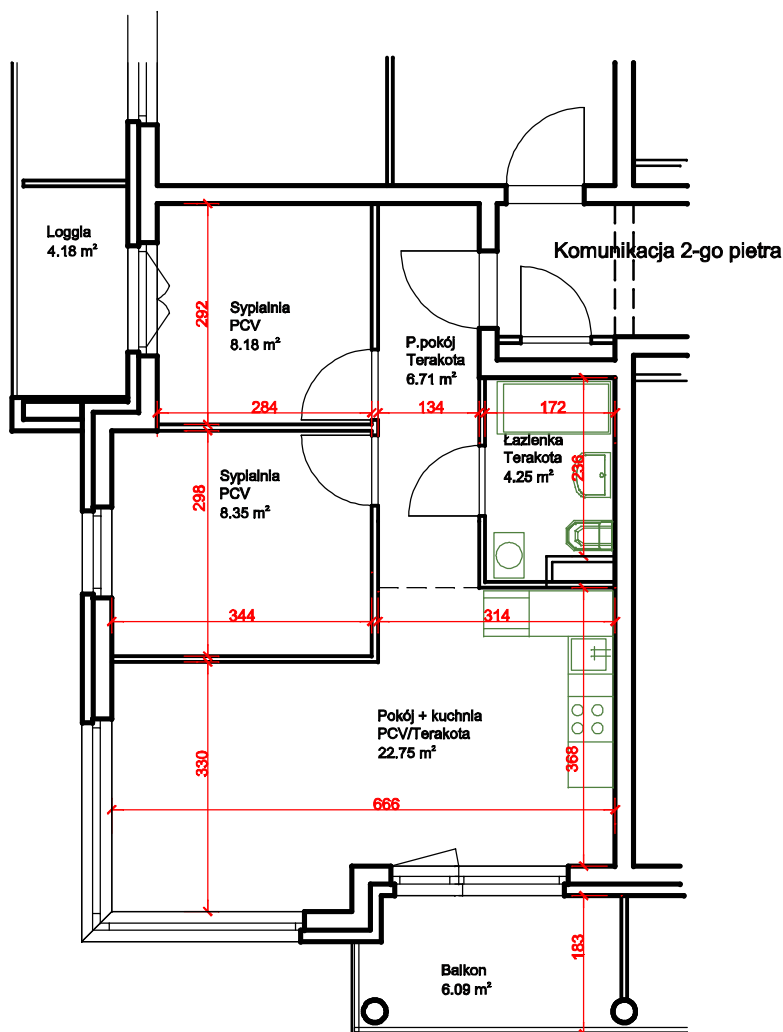 Loggia
4.18 m²
Komunikacja 2-go pietra
292
Sypialnia
PCV
8.18 m²
P.pokój
Terakota
6.71 m²
284
134
172
Łazienka
Terakota
4.25 m²
236
298
Sypialnia
PCV
8.35 m²
344
314
Pokój + kuchnia
PCV/Terakota
22.75 m²
330
368
666
183
Balkon
6.09 m²